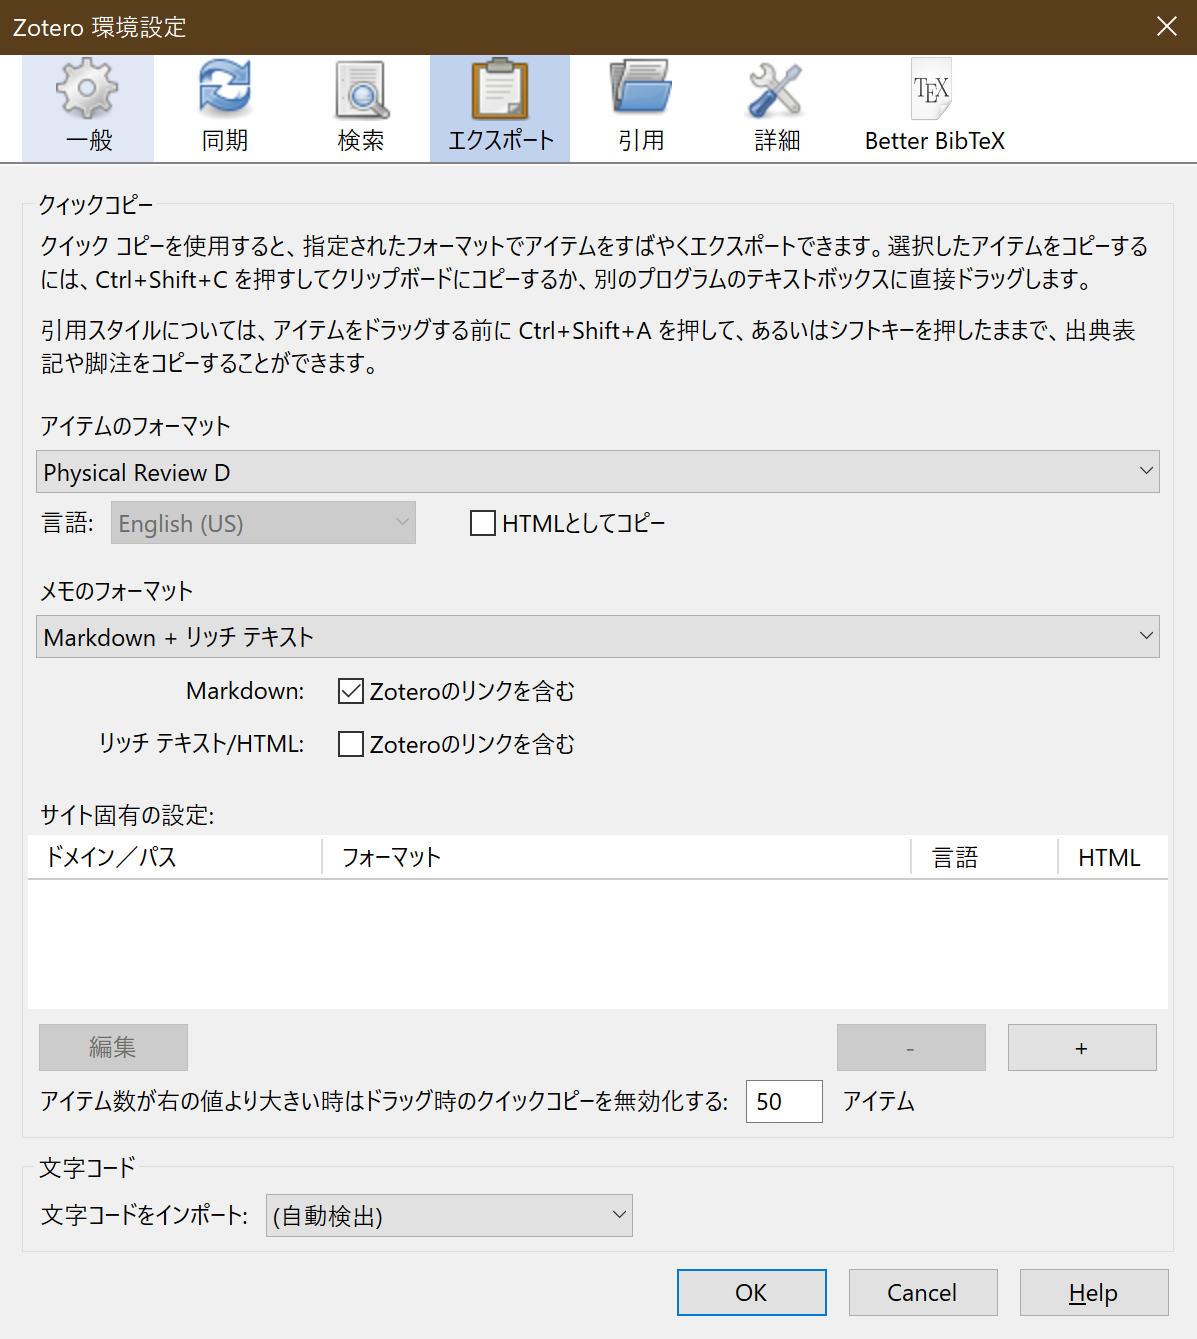 Zotero 環境設定
一般
同期
検索
エクスポート
引用
詳細
TEX
Better BibTeX
クィックコピー
クイック コピーを使用すると、指定されたフォーマットでアイテムをすばやくエクスポートできます。選択したアイテムをコピーする
には、Ctrl+Shift+C を押すしてクリップボードにコピーするか、別のプログラムのテキストボックスに直接ドラッグします。
引用スタイルについては、アイテムをドラッグする前に Ctrl+Shift+A を押して、あるいはシフトキーを押したままで、出典表
記や脚注をコピーすることができます。
アイテムのフォーマット
Physical Review D
言語: English (US) HTMLとしてコピー
メモのフォーマット
Markdown + リッチ テキスト
Markdown: Zoteroのリンクを含む
リッチ テキスト/HTML: Zoteroのリンクを含む
サイト固有の設定:
ドメイン／パス フォーマット 言語 HTML
編集 - +
アイテム数が右の値より大きい時はドラッグ時のクイックコピーを無効化する: 50 アイテム
文字コード
文字コードをインポート: (自動検出)
OK Cancel Help